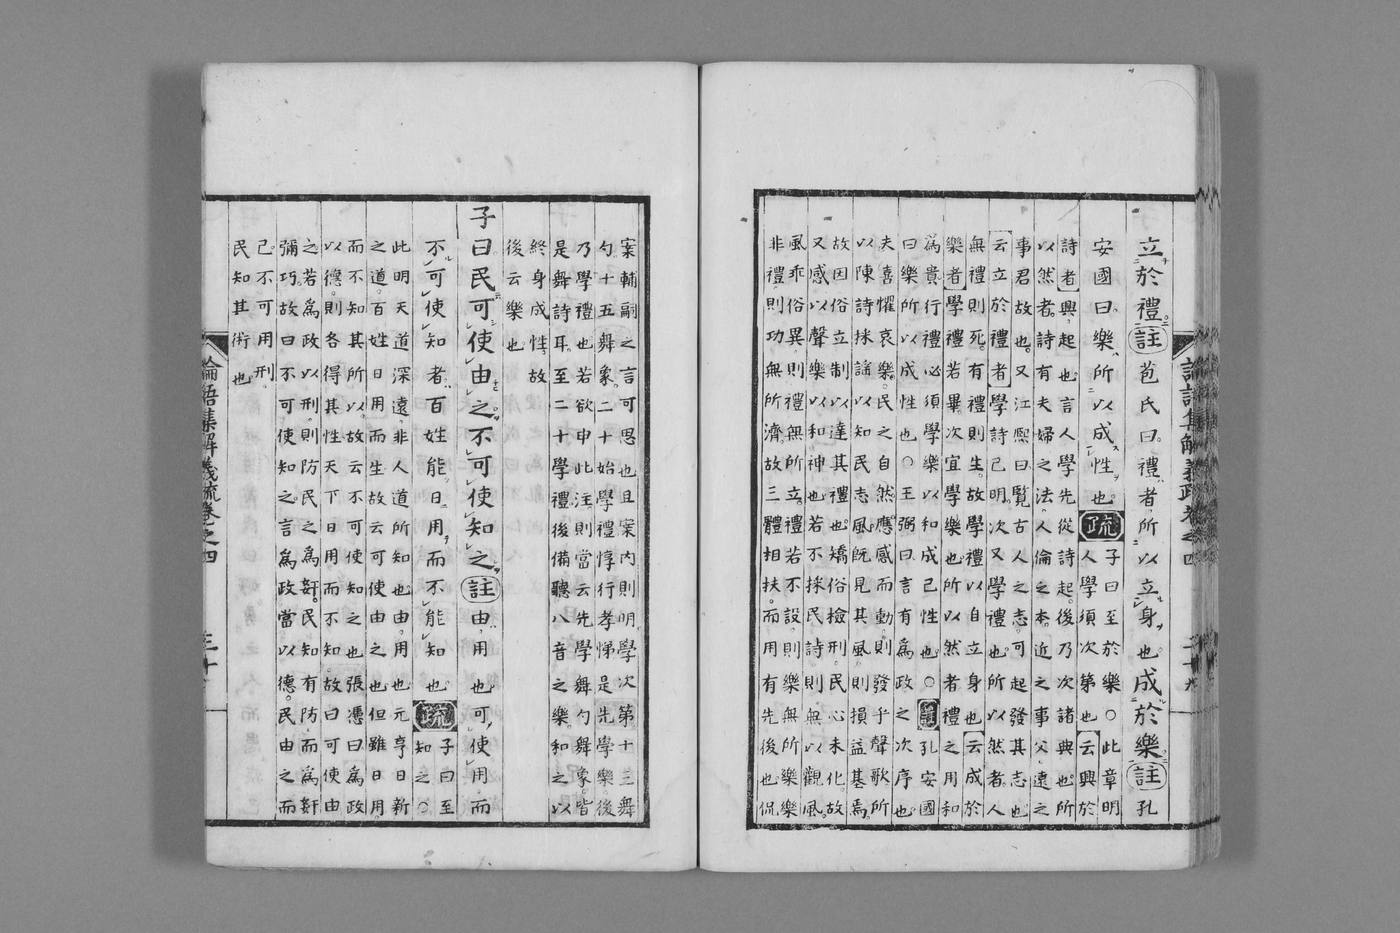 立於禮註苞氏曰禮者所以立身也成於樂註孔
安國曰樂所以成性也疏子曰至於樂○此章明
人學須次第也云興於
詩者興起也言人學先從詩起後乃次諸典也所
以然者詩有夫婦之法人倫之本近之事父遠之
事君故也又江熈曰覧古人之志可起發其志也
云立於禮者學詩已明次又學禮也所以然者人
無禮則死有禮則生故學禮以自立身也云成於
樂者學禮若畢次宜學樂也所以然者禮之用和
為貴行禮必須學樂以和成己性也○註孔安國
曰樂所以成性也○王弼曰言有為政之次序也
夫喜懼哀樂民之自然應感而動則發乎聲歌所
以陳詩採謡以知民志風既見其風則損益基焉
故因俗立制以達其禮也矯俗檢刑民心未化故
又感以聲樂以和神也若不採民詩則無以觀風
風乖俗異則禮無所立禮若不設則樂無所樂樂
非禮則功無所濟故三體相扶而用有先後也侃
案輔嗣之言可思也且案内則明學次第十三舞
勺十五舞象二十始學禮惇行孝悌是先學樂後
乃學禮也若欲申此注則當云先學舞勺舞象皆
是舞詩耳至二十學禮後備聽八音之樂和之以
終身成性故
後云樂也
子曰民可使由之不可使知之註由用也可使用而
不可使知者百姓能日用而不能知也疏子曰至
知之○
此明天道深遠非人道所知也由用也元亨日新
之道百姓日用而生故云可使由之也但雖日用
而不知其所以故云不可使知之也張憑曰為政
以德則各得其性天下日用而不知故曰可使由
之若為政以刑則防民之為奸民知有防而為奸
彌巧故曰不可使知之言為政當以德民由之而
己不可用刑
民知其術也
論語集解義疏卷之四